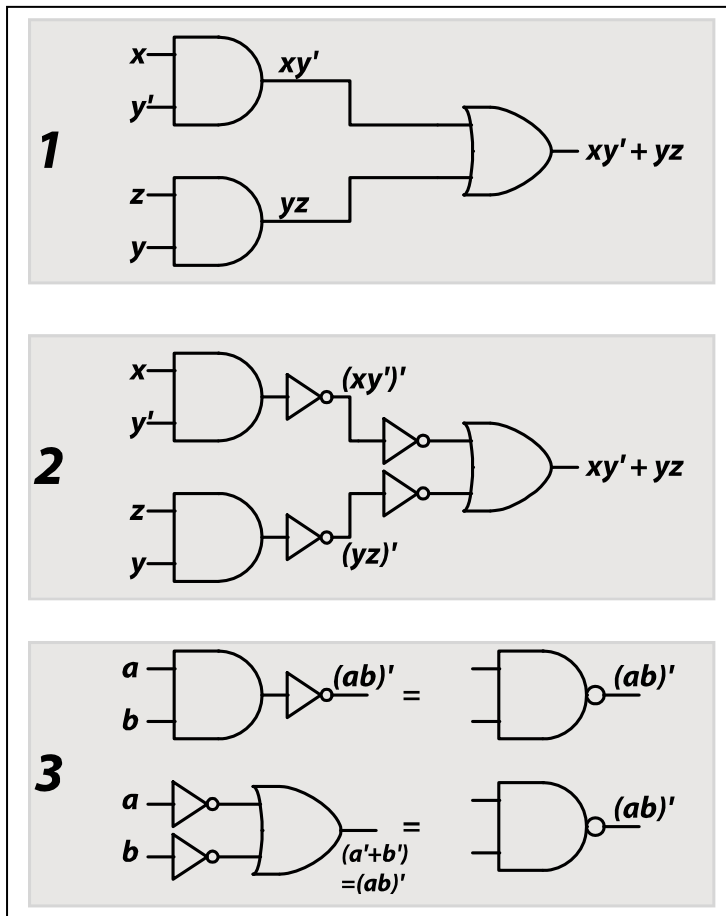 1
x
y'
xy'
z
y
yz
xy' + yz
2
x
y'
(xy')'
z
y
(yz)'
xy' + yz
3
a
b
(ab)'
=
(ab)'
a
b
(a'+b')
=(ab)'
=
(ab)'